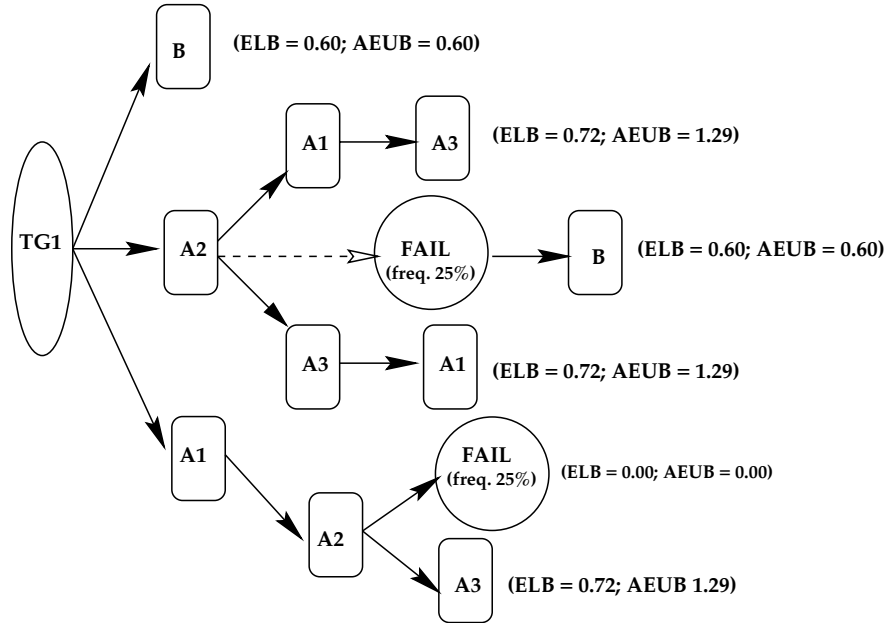 B
(ELB = 0.60; AEUB = 0.60)
A1
A3
(ELB = 0.72; AEUB = 1.29)
TG1
A2
FAIL
(freq. 25%)
B
(ELB = 0.60; AEUB = 0.60)
A3
A1
(ELB = 0.72; AEUB = 1.29)
A1
FAIL
(freq. 25%)
(ELB = 0.00; AEUB = 0.00)
A2
A3
(ELB = 0.72; AEUB 1.29)